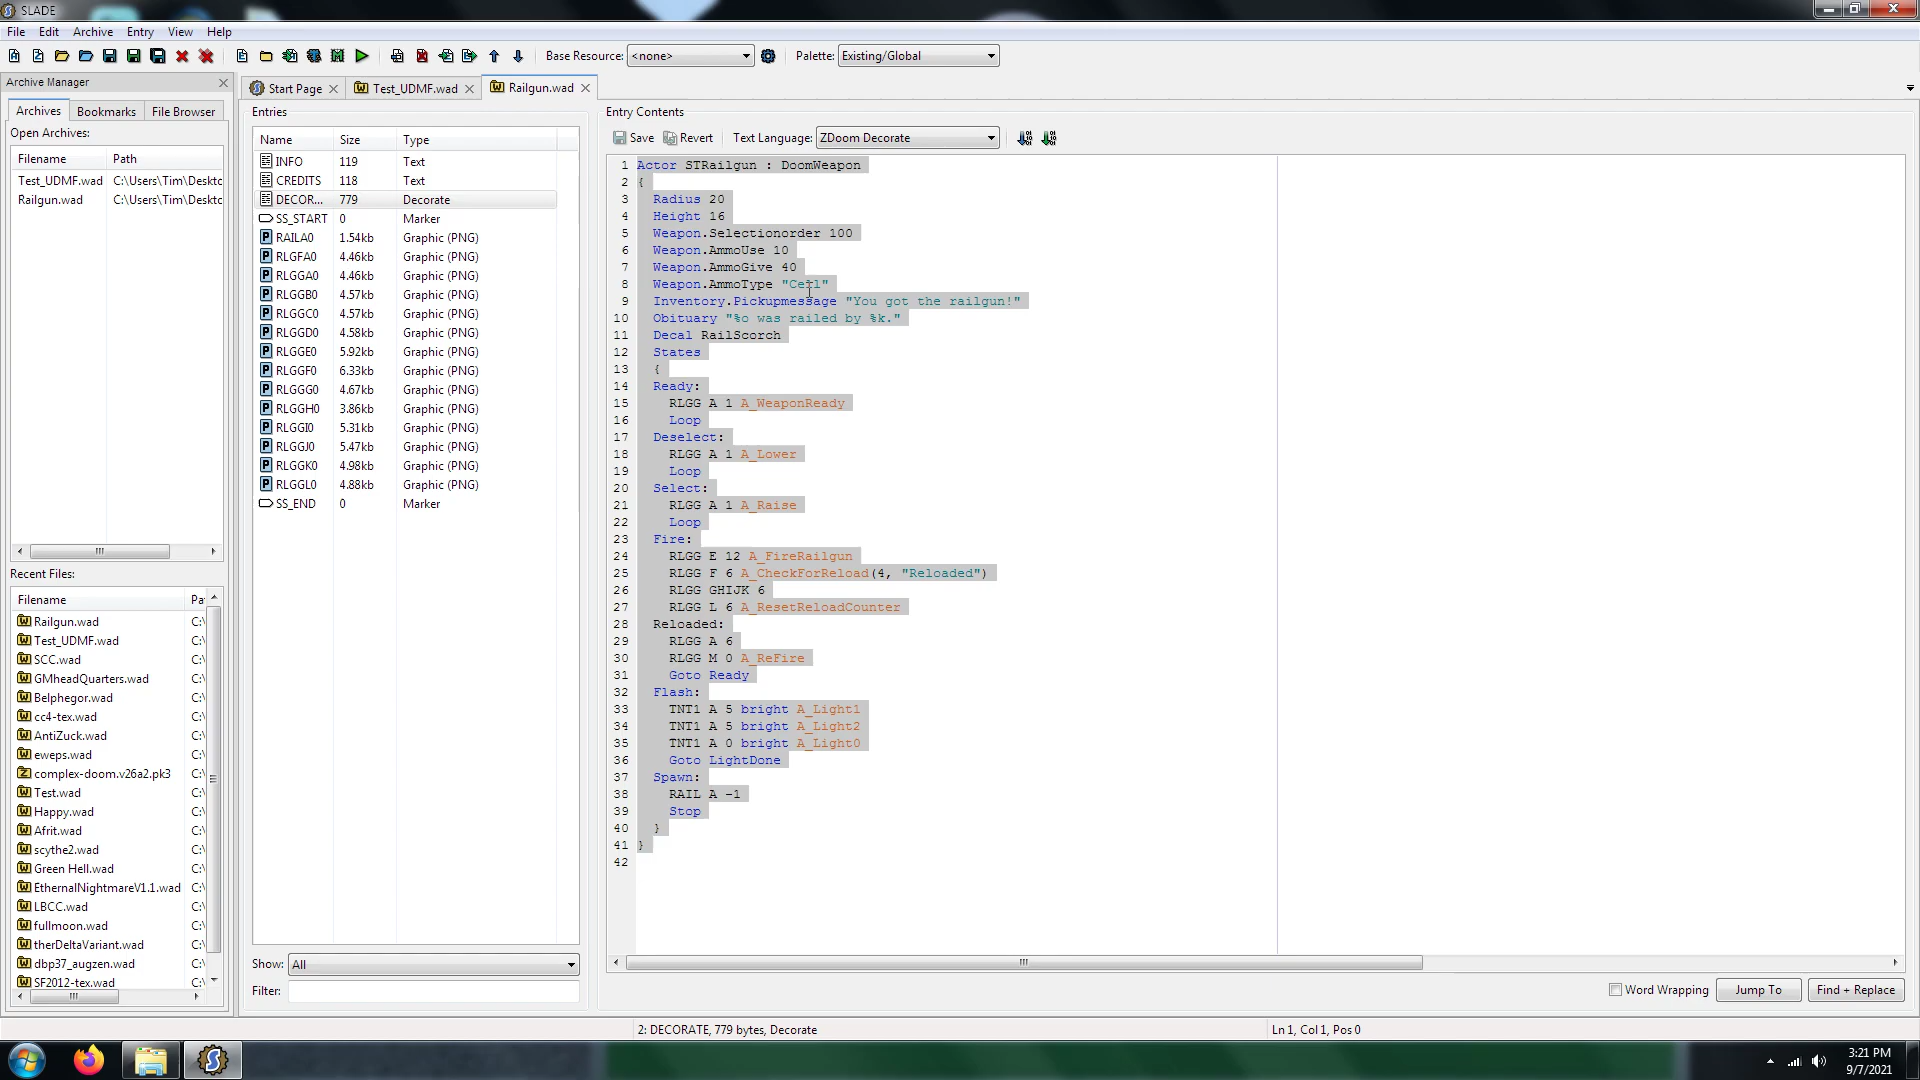 SLADE
File Edit Archive Entry View Help
Base Resource: <none> Palette: Existing/Global
Archive Manager
Start Page Test_UDMF.wad Railgun.wad
Archives Bookmarks File Browser
Open Archives:
Filename Path
Test_UDMF.wad C:\Users\Tim\Deskto
Railgun.wad C:\Users\Tim\Deskto
Recent Files:
Filename Pa
Railgun.wad C:\
Test_UDMF.wad C:\
SCC.wad C:\
GMheadQuarters.wad C:\
Belphegor.wad C:\
cc4-tex.wad C:\
AntiZuck.wad C:\
eweps.wad C:\
complex-doom.v26a2.pk3 C:\
Test.wad C:\
Happy.wad C:\
Afrit.wad C:\
scythe2.wad C:\
Green Hell.wad C:\
EthernalNightmareV1.1.wad C:\
LBCC.wad C:\
fullmoon.wad C:\
therDeltaVariant.wad C:\
dbp37_augzen.wad C:\
SF2012-tex.wad C:\
Entries
Name Size Type
INFO 119 Text
CREDITS 118 Text
DECOR... 779 Decorate
SS_START 0 Marker
RAILA0 1.54kb Graphic (PNG)
RLGFA0 4.46kb Graphic (PNG)
RLGGA0 4.46kb Graphic (PNG)
RLGGB0 4.57kb Graphic (PNG)
RLGGC0 4.57kb Graphic (PNG)
RLGGD0 4.58kb Graphic (PNG)
RLGGE0 5.92kb Graphic (PNG)
RLGGF0 6.33kb Graphic (PNG)
RLGGG0 4.67kb Graphic (PNG)
RLGGH0 3.86kb Graphic (PNG)
RLGGI0 5.31kb Graphic (PNG)
RLGGJ0 5.47kb Graphic (PNG)
RLGGK0 4.98kb Graphic (PNG)
RLGGL0 4.88kb Graphic (PNG)
SS_END 0 Marker
Show: All
Filter:
Entry Contents
Save Revert Text Language: ZDoom Decorate
1 Actor STRailgun : DoomWeapon
2 {
3 Radius 20
4 Height 16
5 Weapon.Selectionorder 100
6 Weapon.AmmoUse 10
7 Weapon.AmmoGive 40
8 Weapon.AmmoType "Cell"
9 Inventory.Pickupmessage "You got the railgun!"
10 Obituary "%o was railed by %k."
11 Decal RailScorch
12 States
13 {
14 Ready:
15 RLGG A 1 A_WeaponReady
16 Loop
17 Deselect:
18 RLGG A 1 A_Lower
19 Loop
20 Select:
21 RLGG A 1 A_Raise
22 Loop
23 Fire:
24 RLGG E 12 A_FireRailgun
25 RLGG F 6 A_CheckForReload(4, "Reloaded")
26 RLGG GHIJK 6
27 RLGG L 6 A_ResetReloadCounter
28 Reloaded:
29 RLGG A 6
30 RLGG M 0 A_ReFire
31 Goto Ready
32 Flash:
33 TNT1 A 5 bright A_Light1
34 TNT1 A 5 bright A_Light2
35 TNT1 A 0 bright A_Light0
36 Goto LightDone
37 Spawn:
38 RAIL A -1
39 Stop
40 }
41 }
42
Word Wrapping Jump To Find + Replace
2: DECORATE, 779 bytes, Decorate Ln 1, Col 1, Pos 0
3:21 PM
9/7/2021